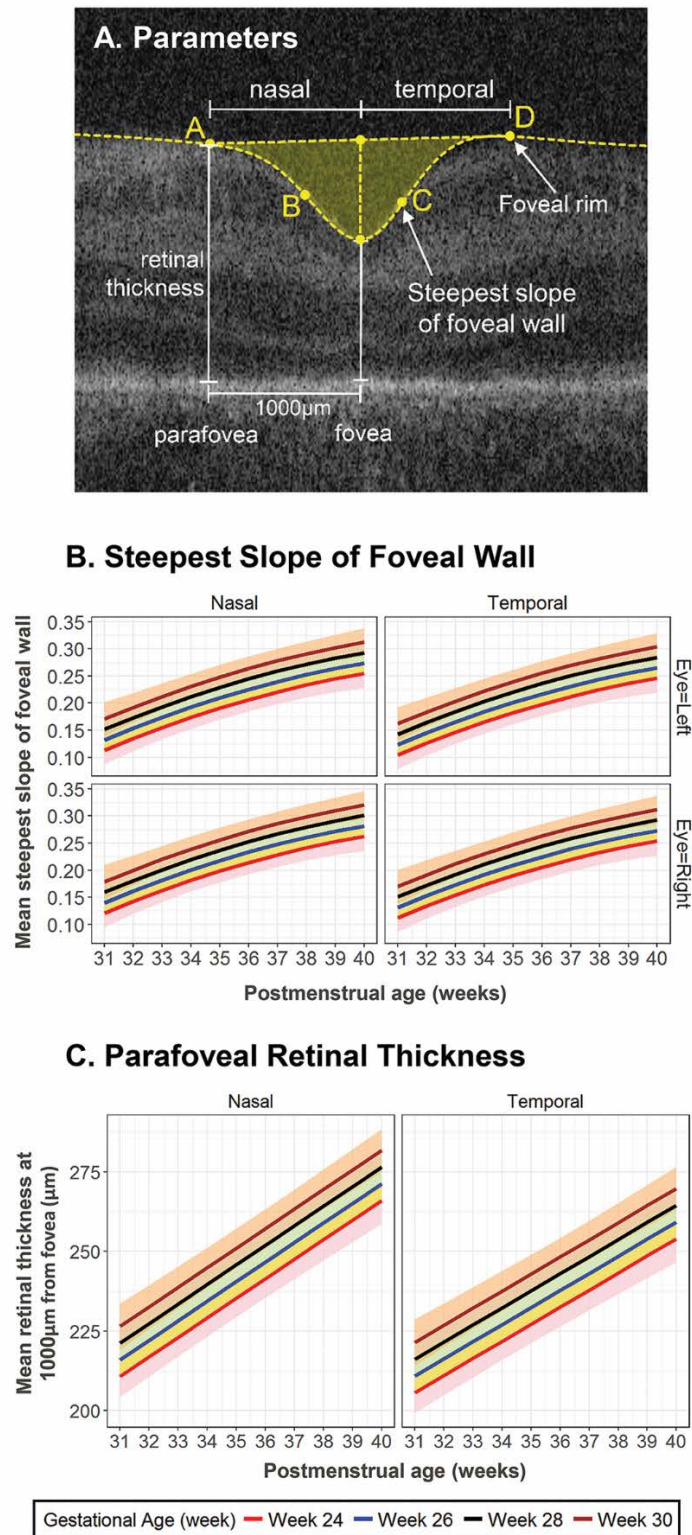 A. Parameters
nasal
temporal
A
D
B
C
Foveal rim
retinal
thickness
Steepest slope
of foveal wall
1000µm
parafovea
fovea
B. Steepest Slope of Foveal Wall
Nasal
Temporal
Mean steepest slope of foveal wall
0.35
0.30
0.25
0.20
0.15
0.10
Eye=Left
0.35
0.30
0.25
0.20
0.15
0.10
Eye=Right
31 32 33 34 35 36 37 38 39 40
31 32 33 34 35 36 37 38 39 40
Postmenstrual age (weeks)
C. Parafoveal Retinal Thickness
Nasal
Temporal
Mean retinal thickness at
1000µm from fovea (µm)
275
250
225
200
31 32 33 34 35 36 37 38 39 40
31 32 33 34 35 36 37 38 39 40
Postmenstrual age (weeks)
Gestational Age (week) Week 24 Week 26 Week 28 Week 30